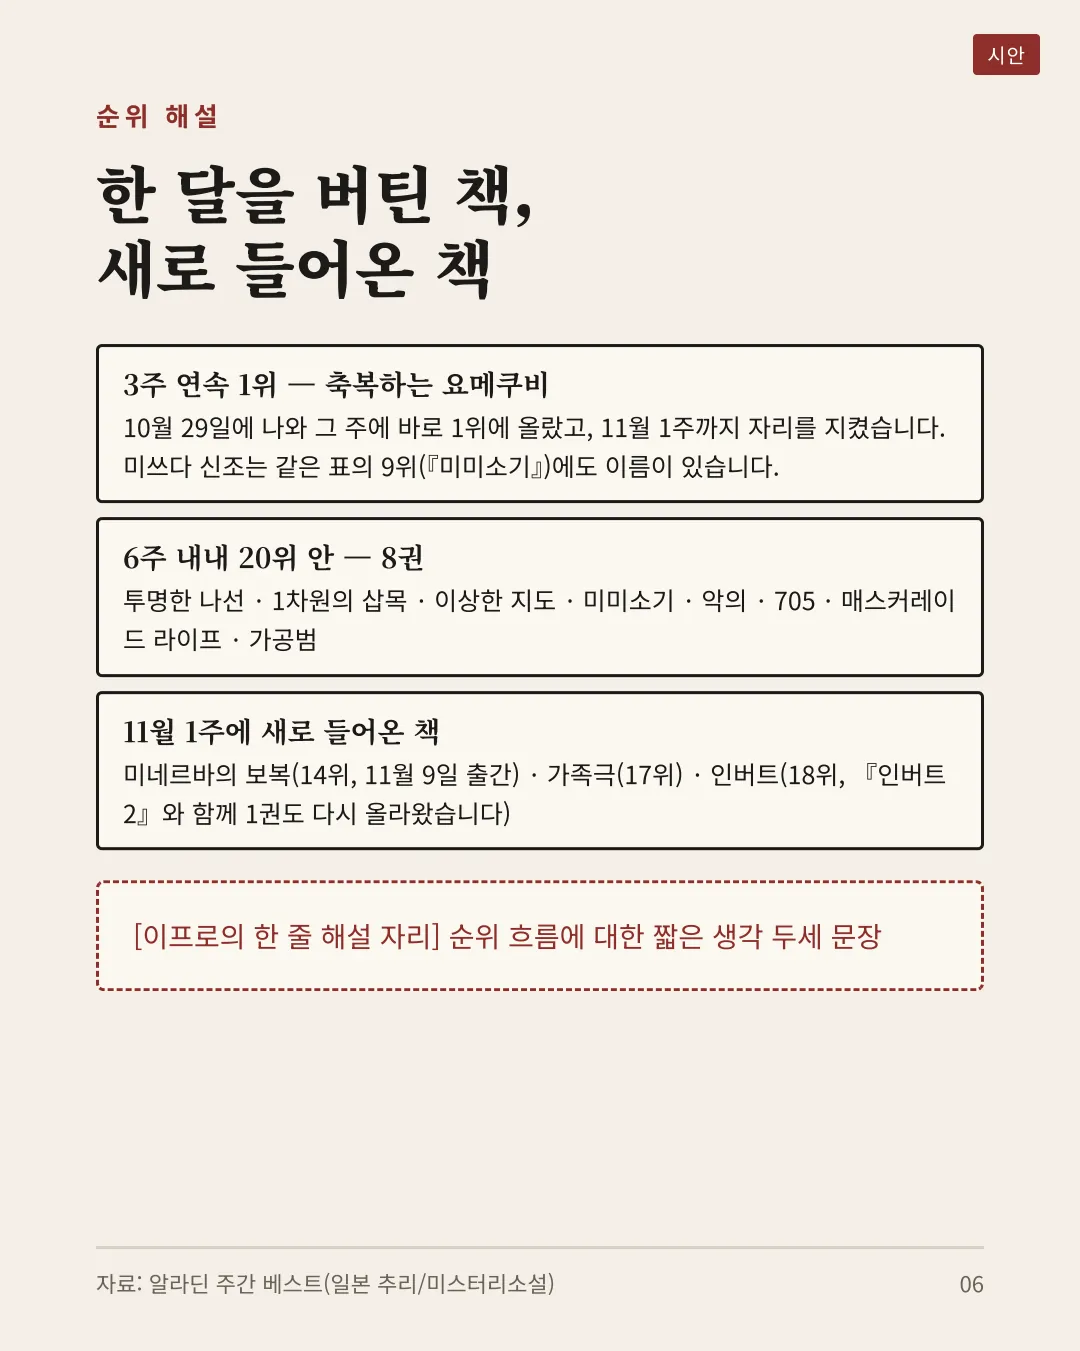 시안
순위 해설
한 달을 버틴 책,
새로 들어온 책
3주 연속 1위 — 축복하는 요메쿠비
10월 29일에 나와 그 주에 바로 1위에 올랐고, 11월 1주까지 자리를 지켰습니다.
미쓰다 신조는 같은 표의 9위(『미미소기』)에도 이름이 있습니다.
6주 내내 20위 안 — 8권
투명한 나선 · 1차원의 삽목 · 이상한 지도 · 미미소기 · 악의 · 705 · 매스커레이
드 라이프 · 가공범
11월 1주에 새로 들어온 책
미네르바의 보복(14위, 11월 9일 출간) · 가족극(17위) · 인버트(18위, 『인버트
2』와 함께 1권도 다시 올라왔습니다)
[이프로의 한 줄 해설 자리] 순위 흐름에 대한 짧은 생각 두세 문장
자료: 알라딘 주간 베스트(일본 추리/미스터리소설)
06